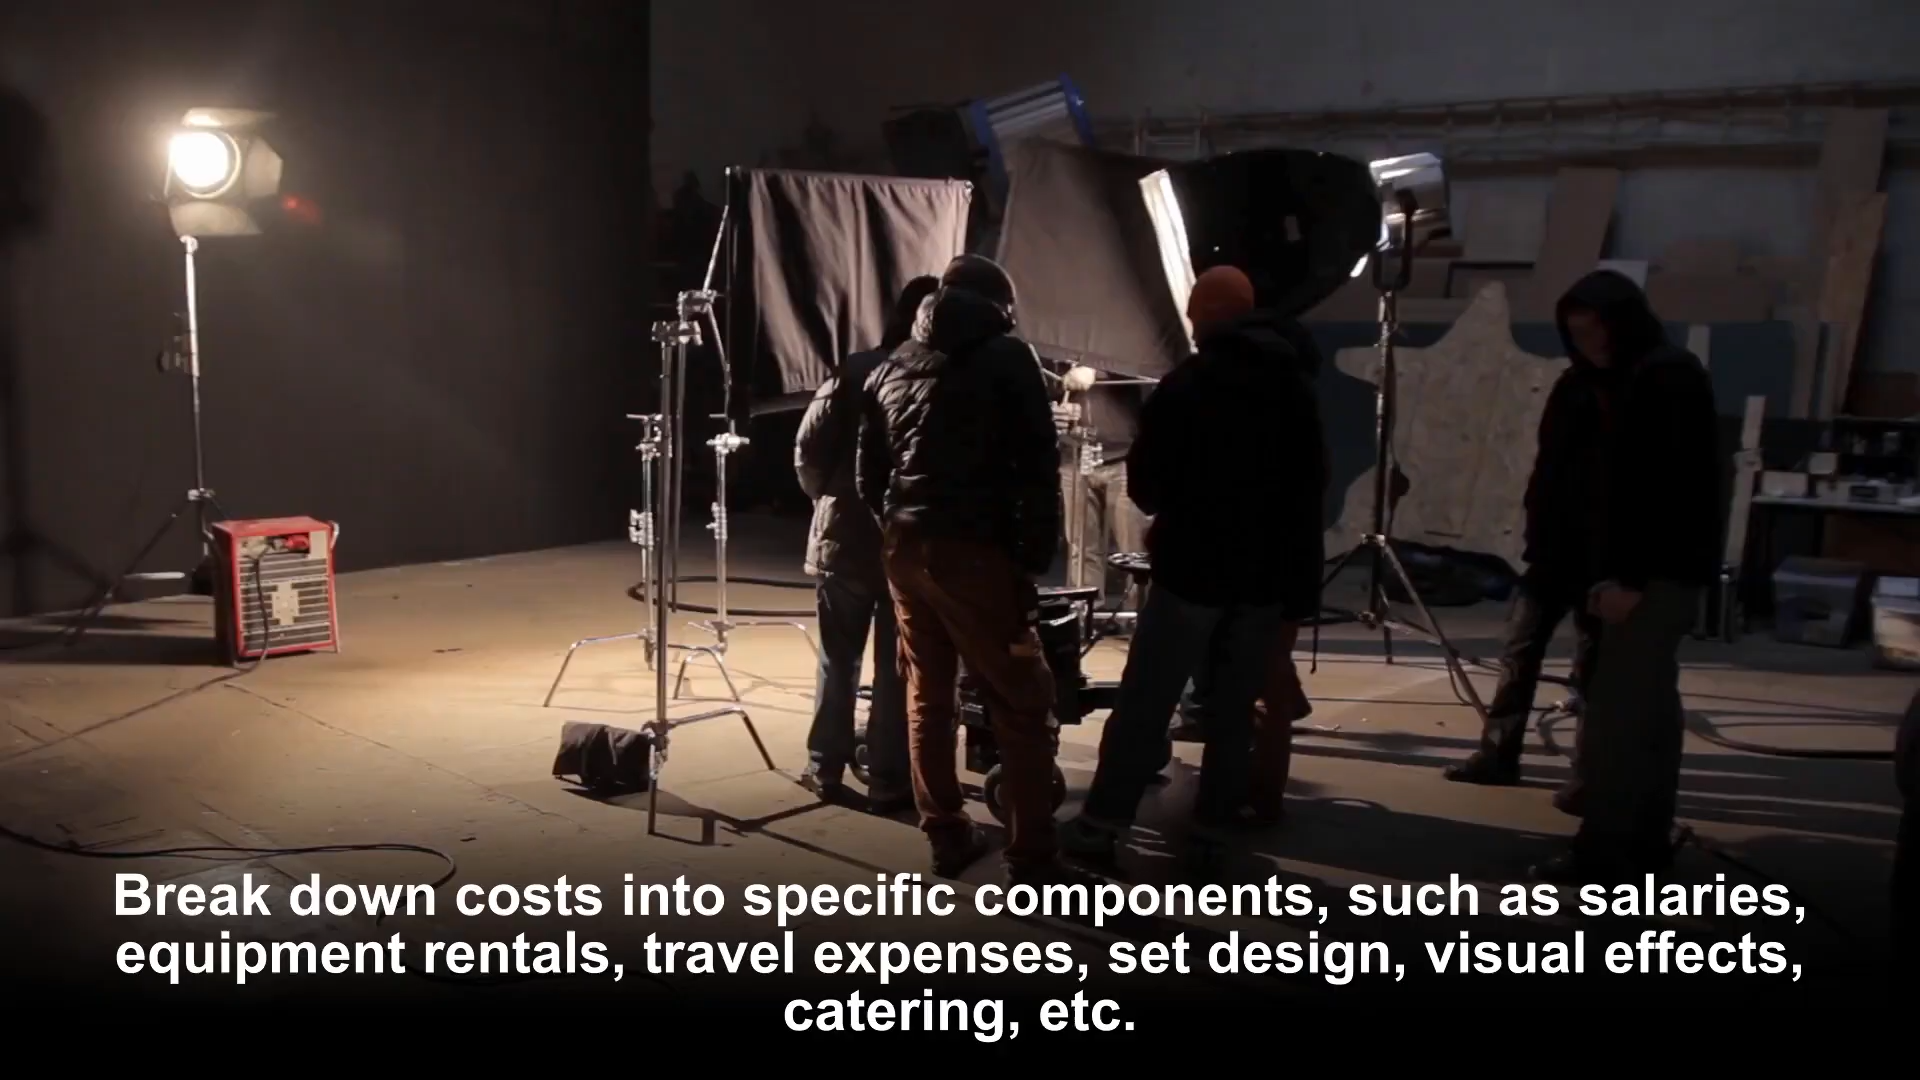 Break down costs into specific components, such as salaries,
equipment rentals, travel expenses, set design, visual effects,
catering, etc.